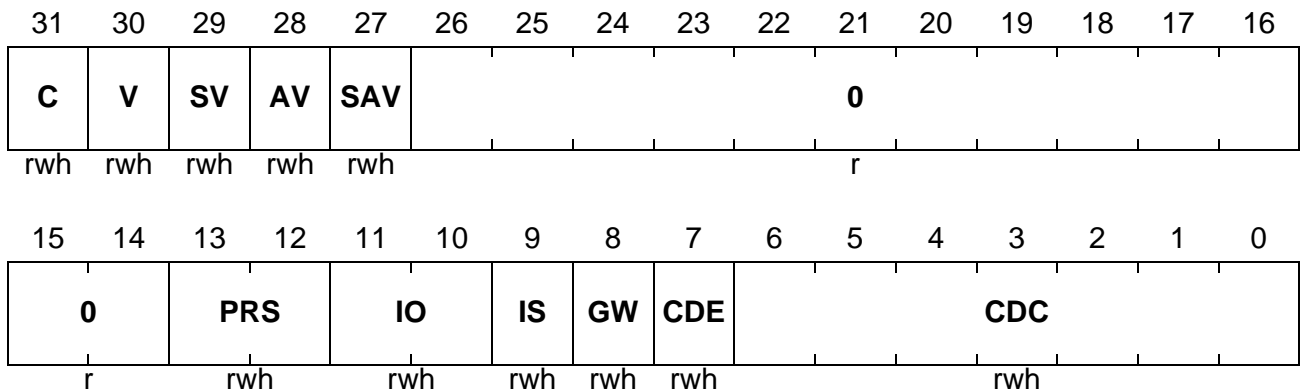 31 30 29 28 27 26 25 24 23 22 21 20 19 18 17 16
C V SV AV SAV 0
rwh rwh rwh rwh rwh r
15 14 13 12 11 10 9 8 7 6 5 4 3 2 1 0
0 PRS IO IS GW CDE CDC
r rwh rwh rwh rwh rwh rwh